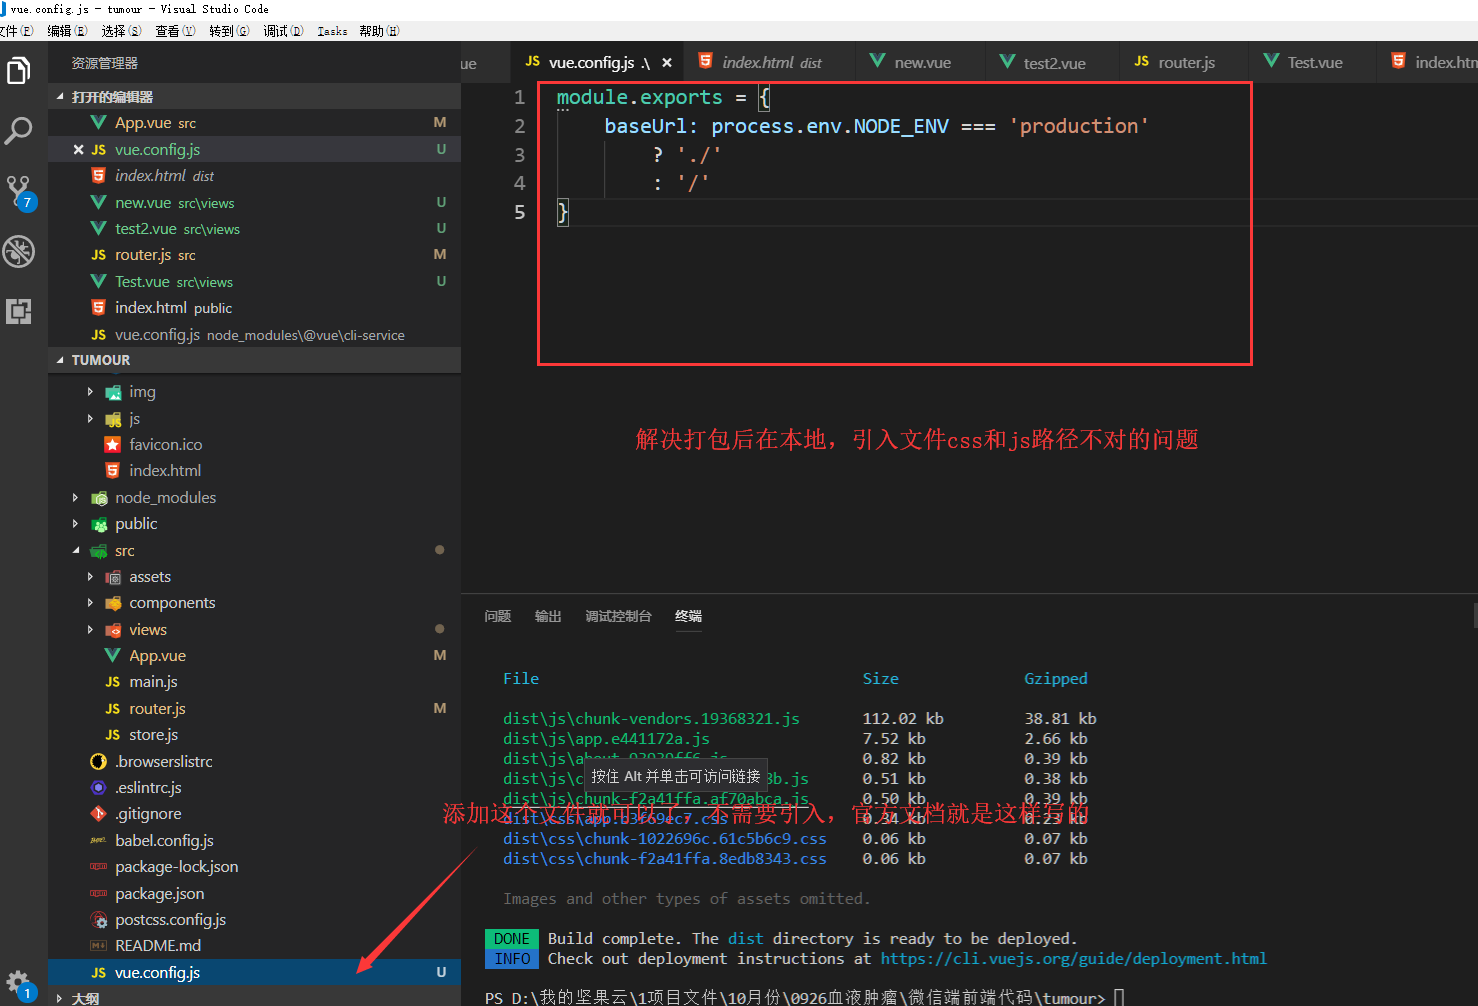 vue.config.js - tumour - Visual Studio Code
文件(F) 编辑(E) 选择(S) 查看(V) 转到(G) 调试(D) Tasks 帮助(H)
资源管理器
打开的编辑器
App.vue src M
vue.config.js U
index.html dist
new.vue src\views U
test2.vue src\views U
router.js src M
Test.vue src\views U
index.html public
vue.config.js node_modules\@vue\cli-service
TUMOUR
img
js
favicon.ico
index.html
node_modules
public
src
assets
components
views
App.vue M
main.js
router.js M
store.js
.browserslistrc
.eslintrc.js
.gitignore
babel.config.js
package-lock.json
package.json
postcss.config.js
README.md
vue.config.js U
大纲
7
1
ue JS vue.config.js .\ index.html dist new.vue test2.vue JS router.js Test.vue index.htm
1 module.exports = {
2 baseUrl: process.env.NODE_ENV === 'production'
3 ? './'
4 : '/'
5 }
解决打包后在本地，引入文件css和js路径不对的问题
问题 输出 调试控制台 终端
File Size Gzipped
dist\js\chunk-vendors.19368321.js 112.02 kb 38.81 kb
dist\js\app.e441172a.js 7.52 kb 2.66 kb
dist\js\about 0.82 kb 0.39 kb
dist\js\c 8b.js 0.51 kb 0.38 kb
按住 Alt 并单击可访问链接
dist\js\chunk-f2a41ffa.af70abca.js 0.50 kb 0.39 kb
添加这个文件就可以了，不需要引入，官方文档就是这样写的
dist\css\app.b3f69ec7.css 0.34 kb 0.23 kb
dist\css\chunk-1022696c.61c5b6c9.css 0.06 kb 0.07 kb
dist\css\chunk-f2a41ffa.8edb8343.css 0.06 kb 0.07 kb
Images and other types of assets omitted.
DONE Build complete. The dist directory is ready to be deployed.
INFO Check out deployment instructions at https://cli.vuejs.org/guide/deployment.html
PS D:\我的坚果云\1项目文件\10月份\0926血液肿瘤\微信端前端代码\tumour>